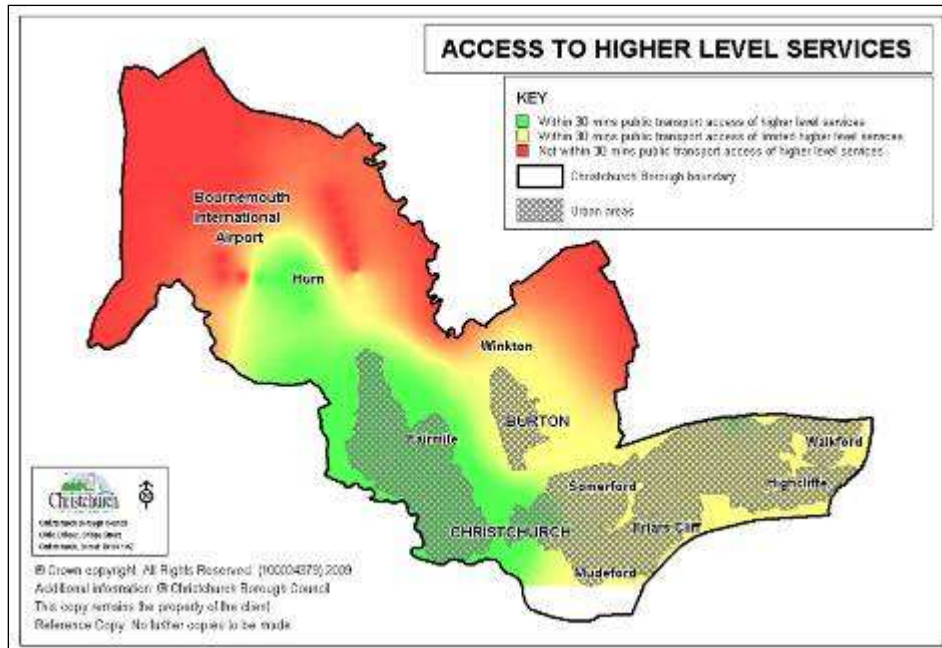 ACCESS TO HIGHER LEVEL SERVICES
KEY
Within 30 mins public transport access of higher level services
Within 30 mins public transport access of limited higher level services
Not within 30 mins public transport access of higher level services
Christchurch Borough boundary
Urban areas
Bournemouth
International
Airport
Hurn
Winkton
BURTON
Fairmile
Walkford
Somerford
Highcliffe
Friars Cliff
CHRISTCHURCH
Mudeford
Christchurch
© Crown copyright. All Rights Reserved. (100024379) 2009
Additional information: © Christchurch Borough Council
This copy remains the property of the client
Reference Copy. No further copies to be made